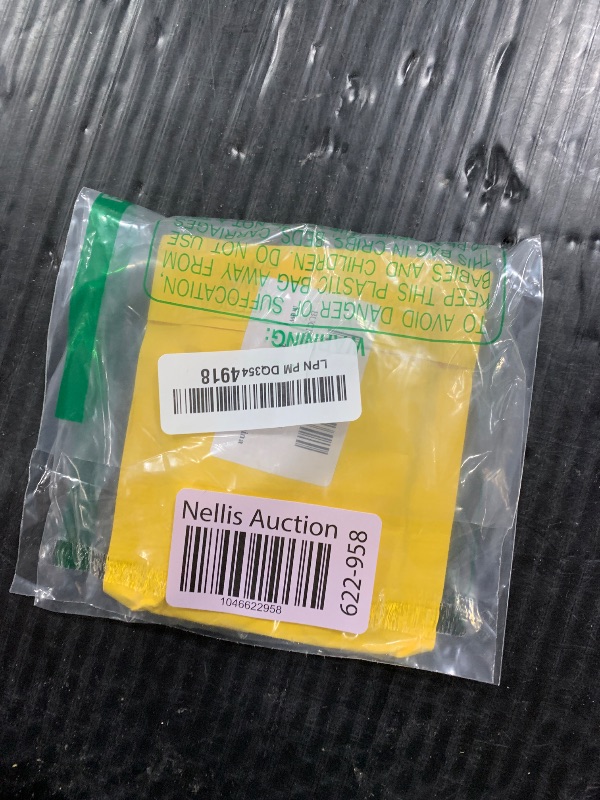 WARNING:
TO AVOID DANGER OF SUFFOCATION,
KEEP THIS PLASTIC BAG AWAY FROM
BABIES AND CHILDREN. DO NOT USE
THIS BAG IN CRIBS, BEDS, CARRIAGES
LPN PM DQ3544918
Nellis Auction
1046622958
622-958